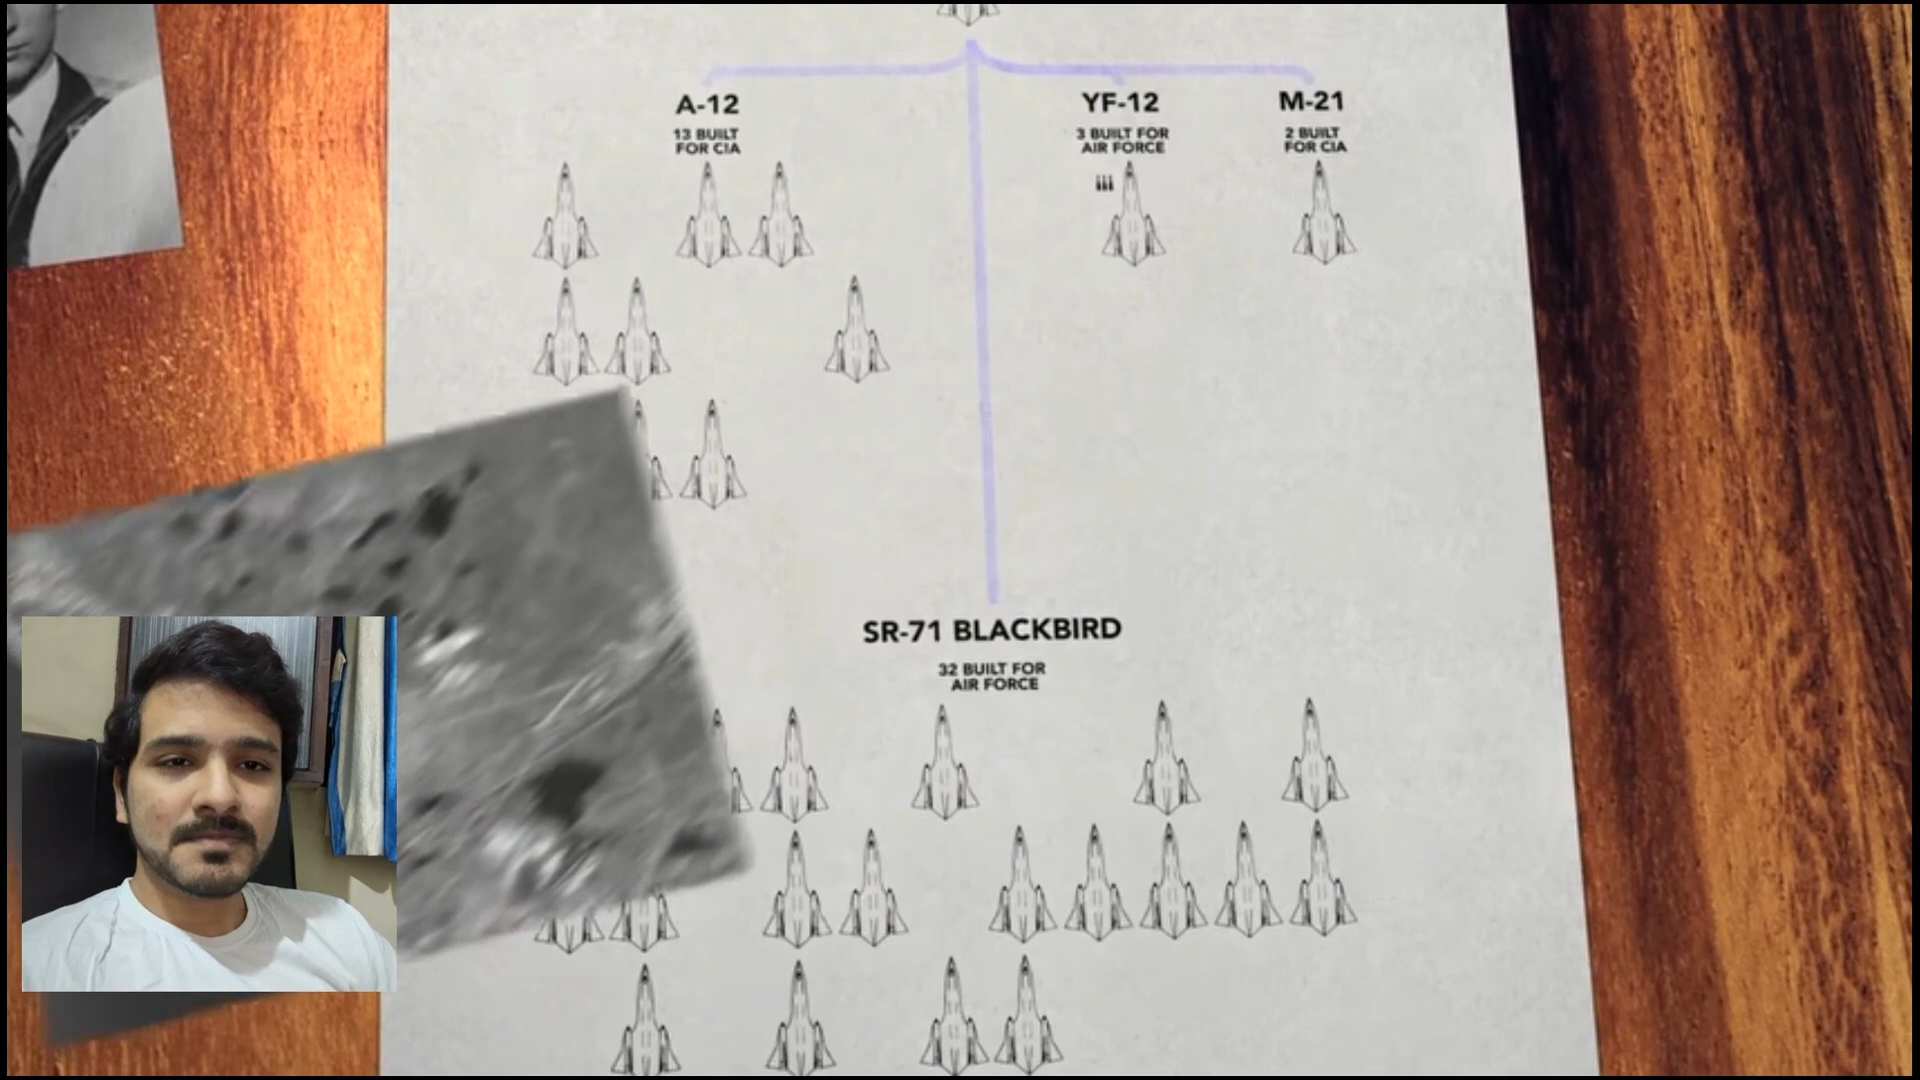 A-12
13 BUILT
FOR CIA
YF-12
3 BUILT FOR
AIR FORCE
M-21
2 BUILT
FOR CIA
SR-71 BLACKBIRD
32 BUILT FOR
AIR FORCE